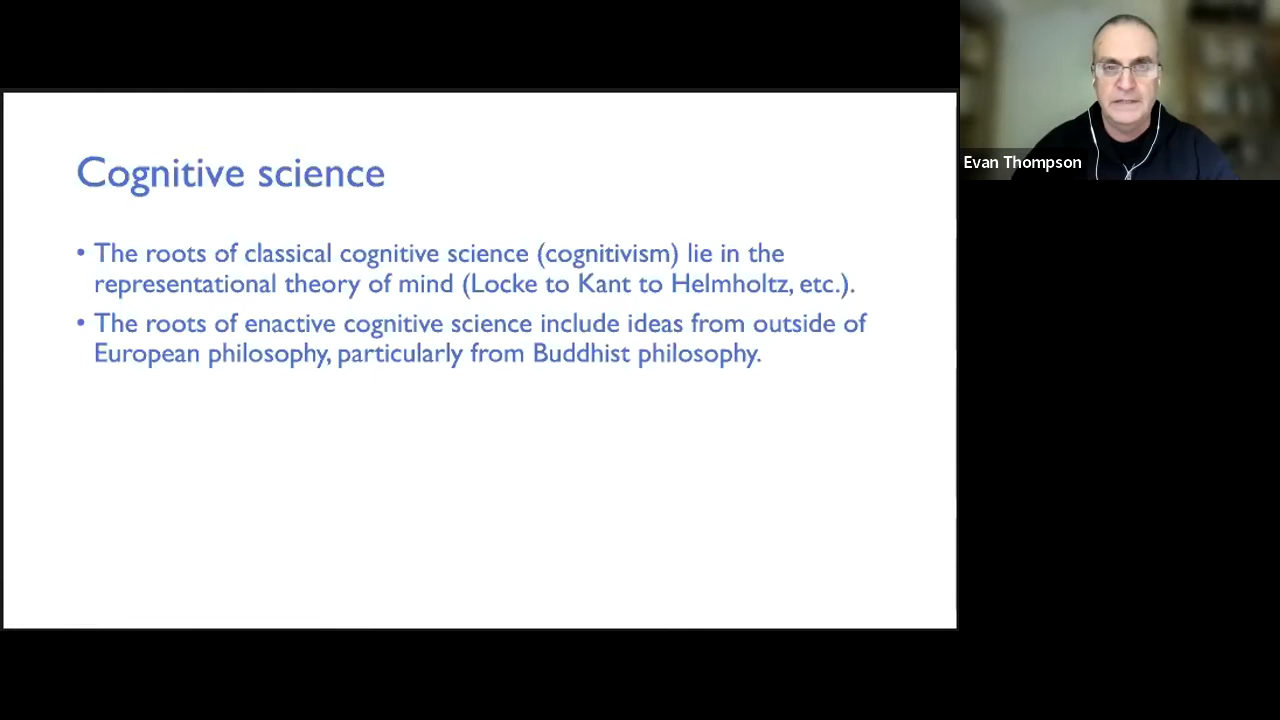 Cognitive science
• The roots of classical cognitive science (cognitivism) lie in the
representational theory of mind (Locke to Kant to Helmholtz, etc.).
• The roots of enactive cognitive science include ideas from outside of
European philosophy, particularly from Buddhist philosophy.
Evan Thompson